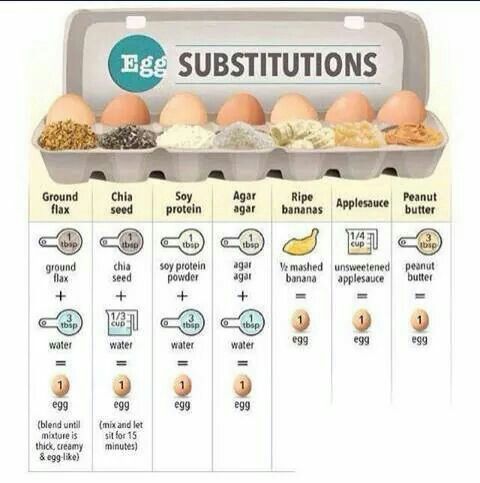 Egg SUBSTITUTIONS
Ground flax
Chia seed
Soy protein
Agar agar
Ripe bananas
Applesauce
Peanut butter
1 tbsp
ground flax
+
3 tbsp
water
=
1
egg
(blend until
mixture is
thick, creamy
& egg-like)
1 tbsp
chia seed
+
1/3 cup
water
=
1
egg
(mix and let
sit for 15
minutes)
1 tbsp
soy protein
powder
+
3 tbsp
water
=
1
egg
1 tbsp
agar agar
+
1 tbsp
water
=
1
egg
½ mashed
banana
=
1
egg
1/4 cup
unsweetened
applesauce
=
1
egg
3 tbsp
peanut
butter
=
1
egg